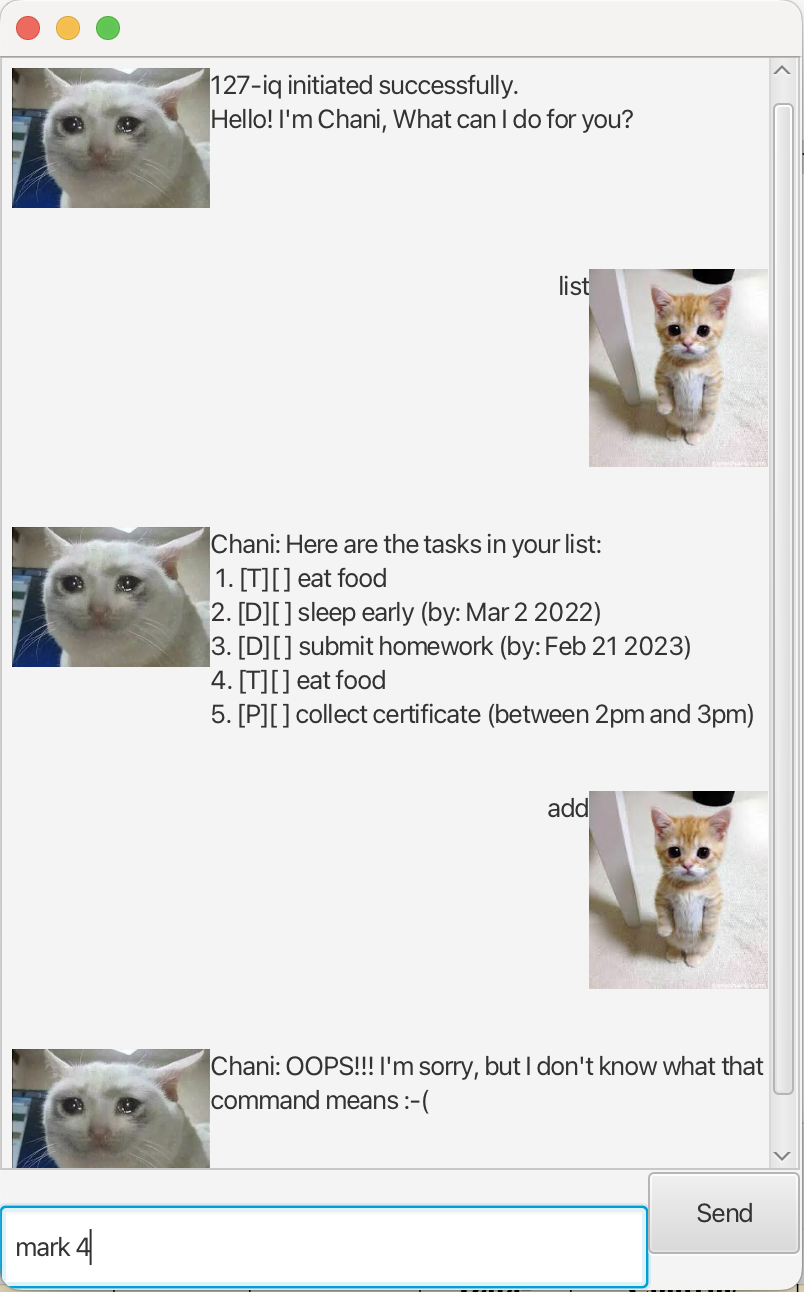 127-iq initiated successfully.
Hello! I'm Chani, What can I do for you?
list
Chani: Here are the tasks in your list:
1. [T][ ] eat food
2. [D][ ] sleep early (by: Mar 2 2022)
3. [D][ ] submit homework (by: Feb 21 2023)
4. [T][ ] eat food
5. [P][ ] collect certificate (between 2pm and 3pm)
add
Chani: OOPS!!! I'm sorry, but I don't know what that
command means :-(
Send
mark 4